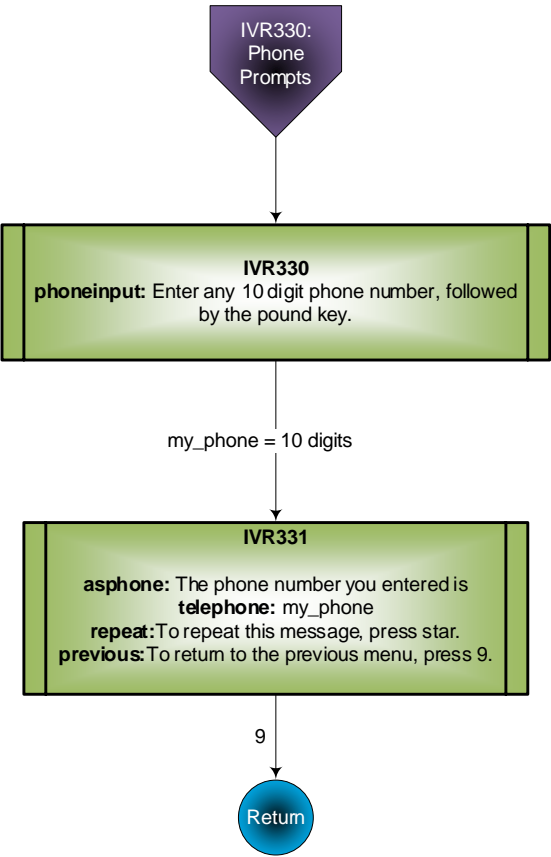 IVR330:
Phone
Prompts
IVR330
phoneinput: Enter any 10 digit phone number, followed
by the pound key.
my_phone = 10 digits
IVR331
asphone: The phone number you entered is
telephone: my_phone
repeat:To repeat this message, press star.
previous:To return to the previous menu, press 9.
9
Return